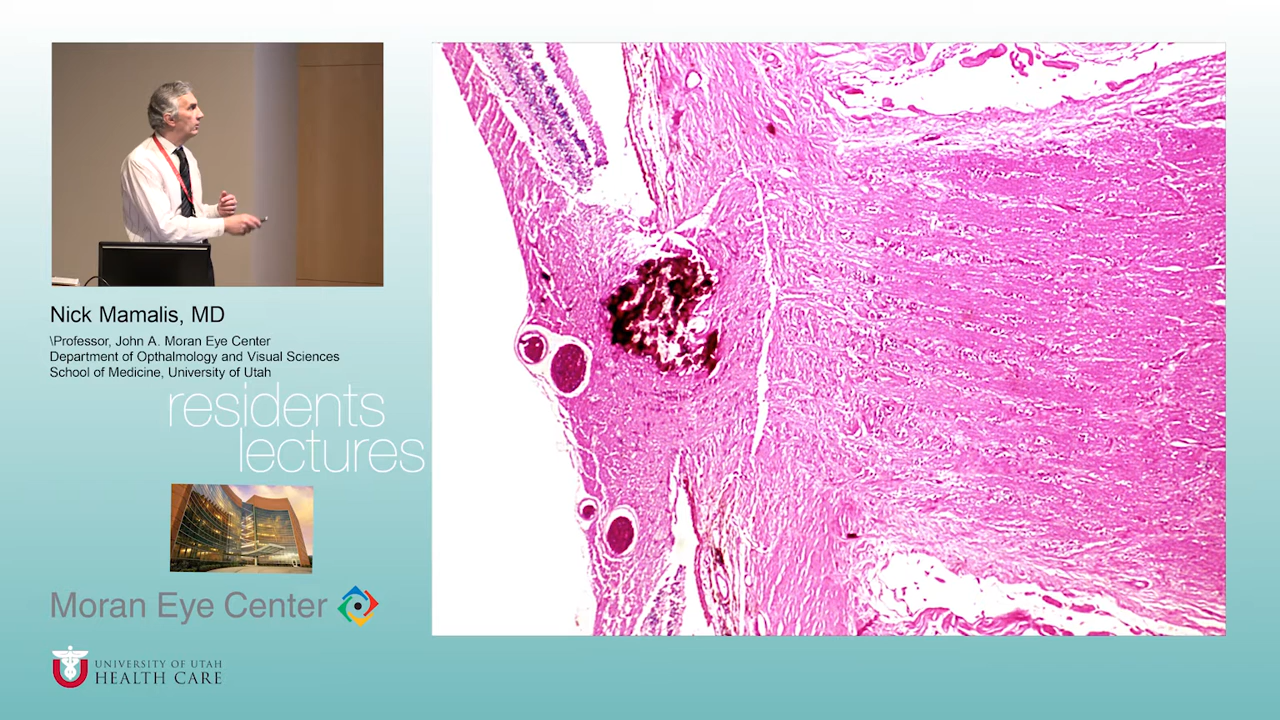 Nick Mamalis, MD
\Professor, John A. Moran Eye Center
Department of Opthalmology and Visual Sciences
School of Medicine, University of Utah
residents
lectures
Moran Eye Center
UNIVERSITY OF UTAH
HEALTH CARE